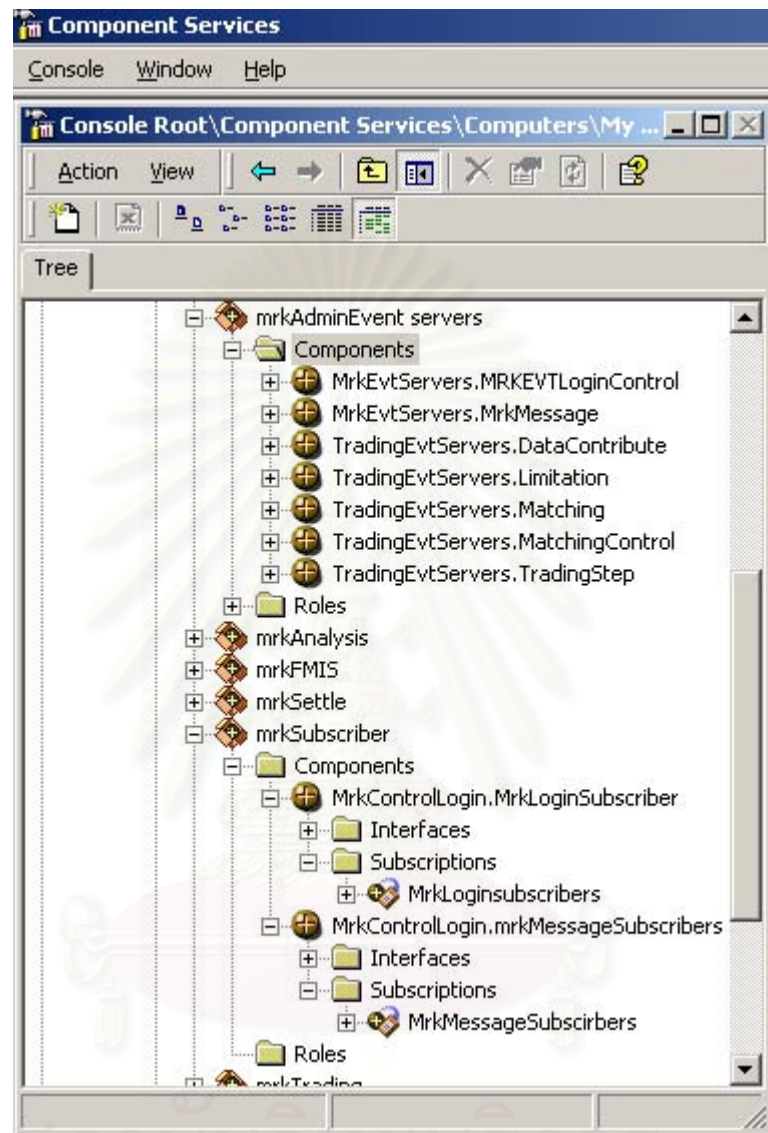 Component Services
Console Window Help
Console Root\Component Services\Computers\My ...
Action View
Tree
mrkAdminEvent servers
Components
MrkEvtServers.MRKEVTLoginControl
MrkEvtServers.MrkMessage
TradingEvtServers.DataContribute
TradingEvtServers.Limitation
TradingEvtServers.Matching
TradingEvtServers.MatchingControl
TradingEvtServers.TradingStep
Roles
mrkAnalysis
mrkFMIS
mrkSettle
mrkSubscriber
Components
MrkControlLogin.MrkLoginSubscriber
Interfaces
Subscriptions
MrkLoginsubscribers
MrkControlLogin.mrkMessageSubscribers
Interfaces
Subscriptions
MrkMessageSubscirbers
Roles
mrkTrading